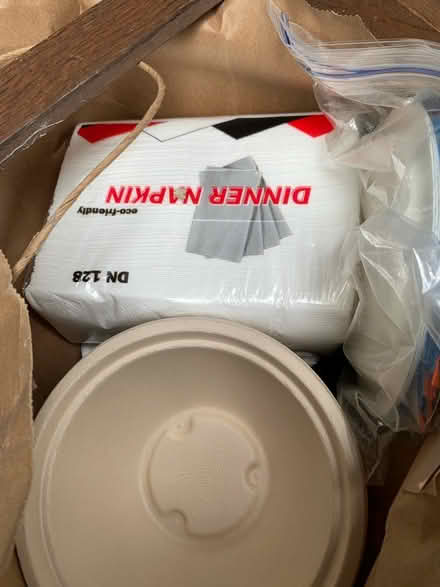 DINNER NAPKIN
eco-friendly
DN 128